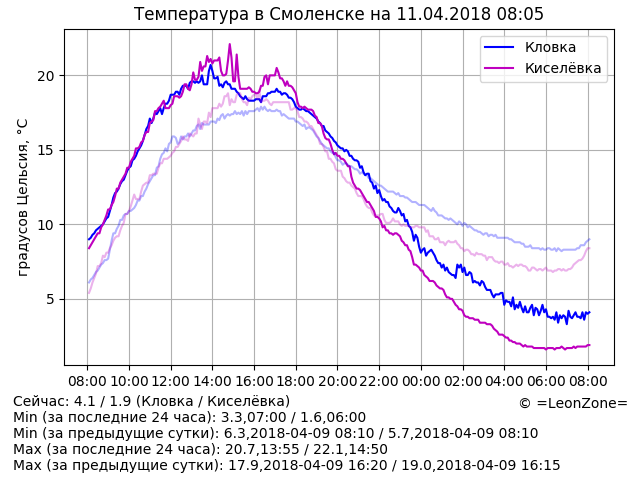 Температура в Смоленске на 11.04.2018 08:05
Кловка
Киселёвка
градусов Цельсия, °C
20
15
10
5
08:00 10:00 12:00 14:00 16:00 18:00 20:00 22:00 00:00 02:00 04:00 06:00 08:00
Сейчас: 4.1 / 1.9 (Кловка / Киселёвка)
© =LeonZone=
Min (за последние 24 часа): 3.3,07:00 / 1.6,06:00
Min (за предыдущие сутки): 6.3,2018-04-09 08:10 / 5.7,2018-04-09 08:10
Max (за последние 24 часа): 20.7,13:55 / 22.1,14:50
Max (за предыдущие сутки): 17.9,2018-04-09 16:20 / 19.0,2018-04-09 16:15